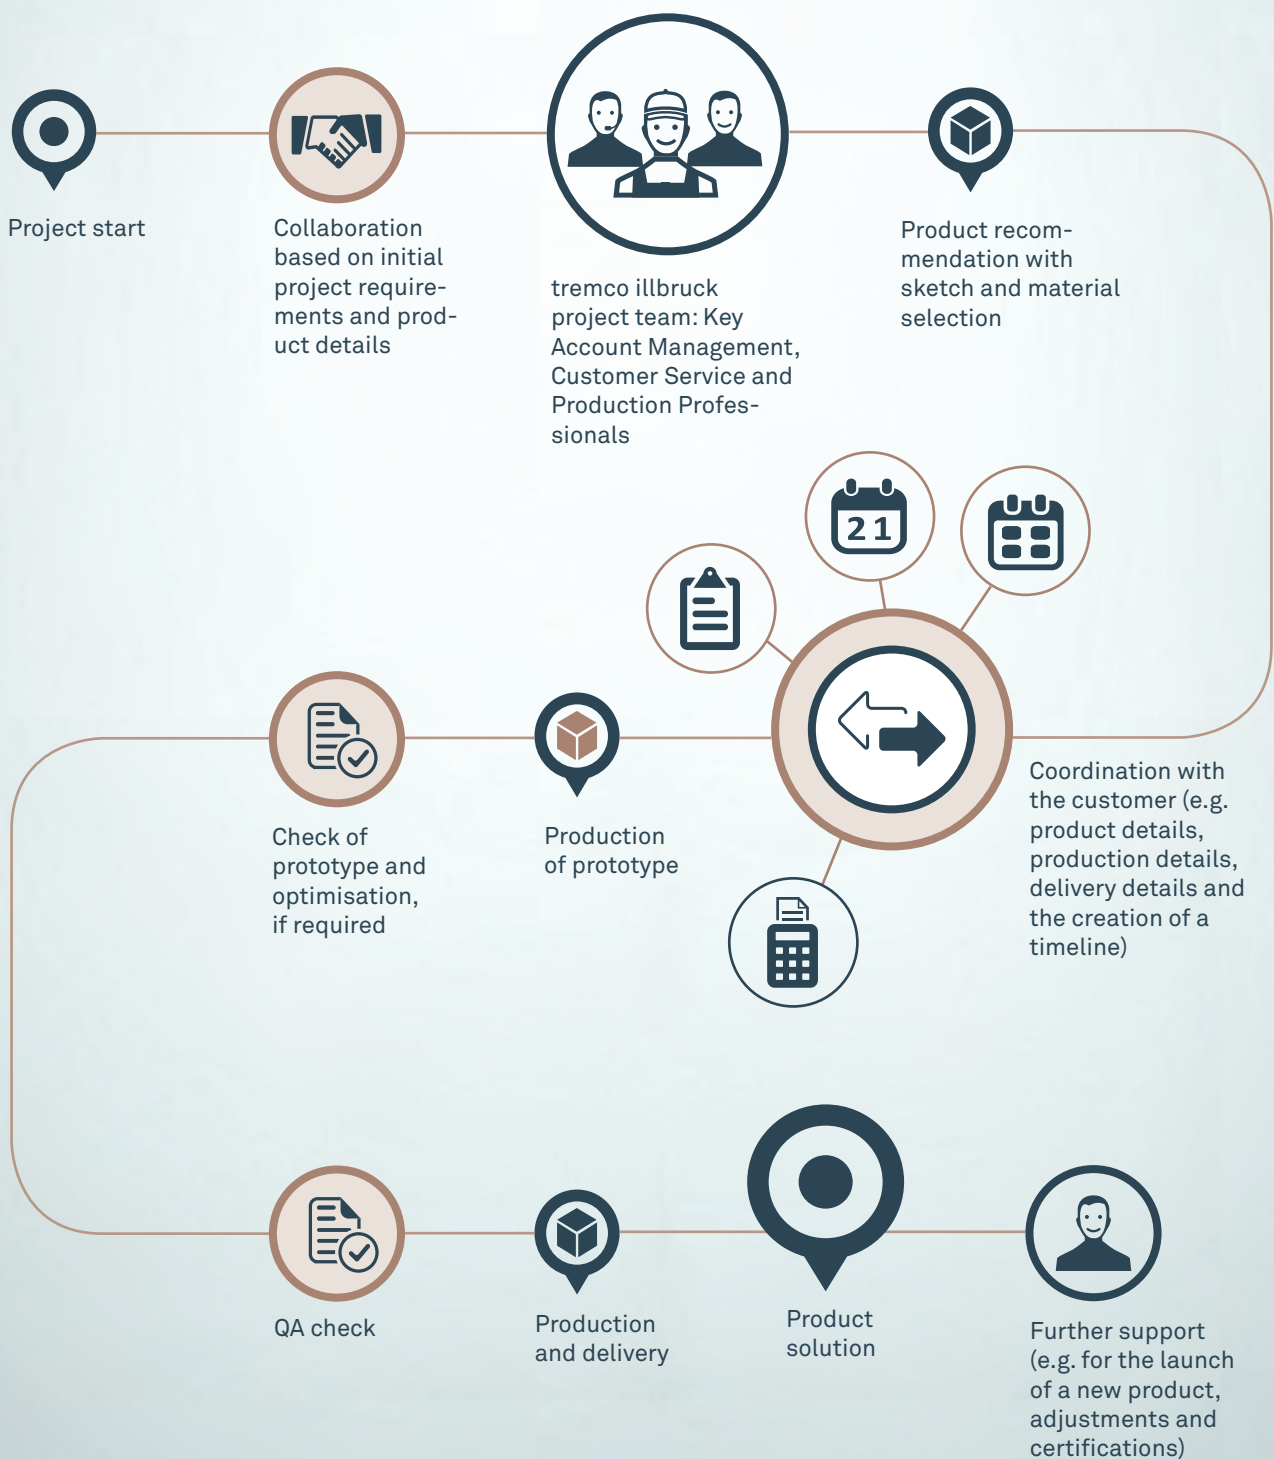 Project start
Collaboration
based on initial
project require-
ments and prod-
uct details
tremco illbruck
project team: Key
Account Management,
Customer Service and
Production Profes-
sionals
Product recom-
mendation with
sketch and material
selection
21
Coordination with
the customer (e.g.
product details,
production details,
delivery details and
the creation of a
timeline)
Production
of prototype
Check of
prototype and
optimisation,
if required
QA check
Production
and delivery
Product
solution
Further support
(e.g. for the launch
of a new product,
adjustments and
certifications)